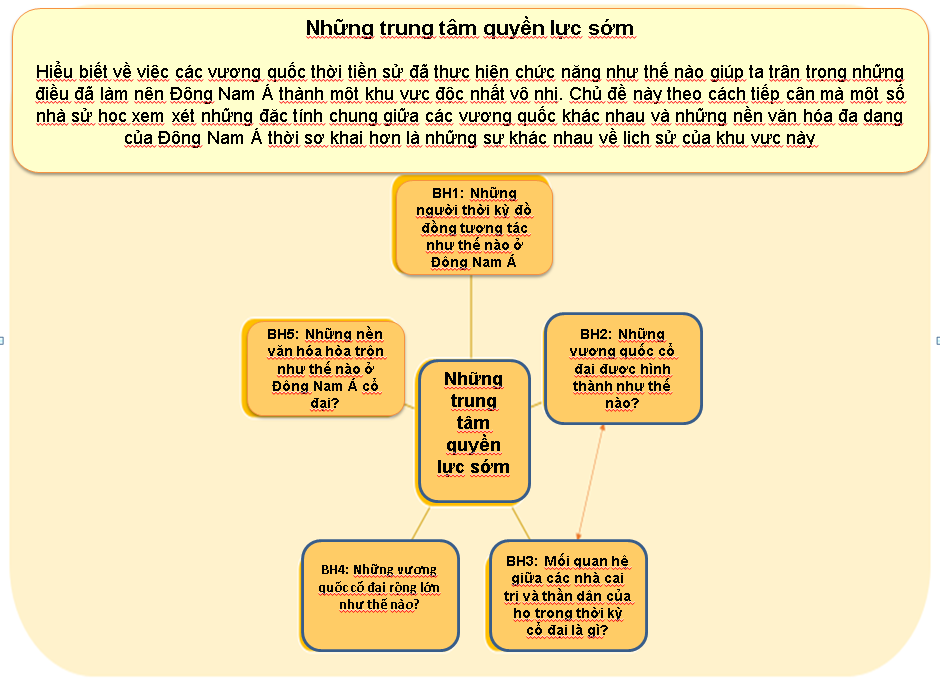 Những trung tâm quyền lực sớm
Hiểu biết về việc các vương quốc thời tiền sử đã thực hiện chức năng như thế nào giúp ta trân trọng những
điều đã làm nên Đông Nam Á thành một khu vực độc nhất vô nhị. Chủ đề này theo cách tiếp cận mà một số
nhà sử học xem xét những đặc tính chung giữa các vương quốc khác nhau và những nền văn hóa đa dạng
của Đông Nam Á thời sơ khai hơn là những sự khác nhau về lịch sử của khu vực này
BH1: Những
người thời kỳ đồ
đồng tương tác
như thế nào ở
Đông Nam Á
BH5: Những nền
văn hóa hòa trộn
như thế nào ở
Đông Nam Á cổ
đại?
BH2: Những
vương quốc cổ
đại được hình
thành như thế
nào?
Những
trung
tâm
quyền
lực sớm
BH4: Những vương
quốc cổ đại rộng lớn
như thế nào?
BH3: Mối quan hệ
giữa các nhà cai
trị và thần dân của
họ trong thời kỳ
cổ đại là gì?